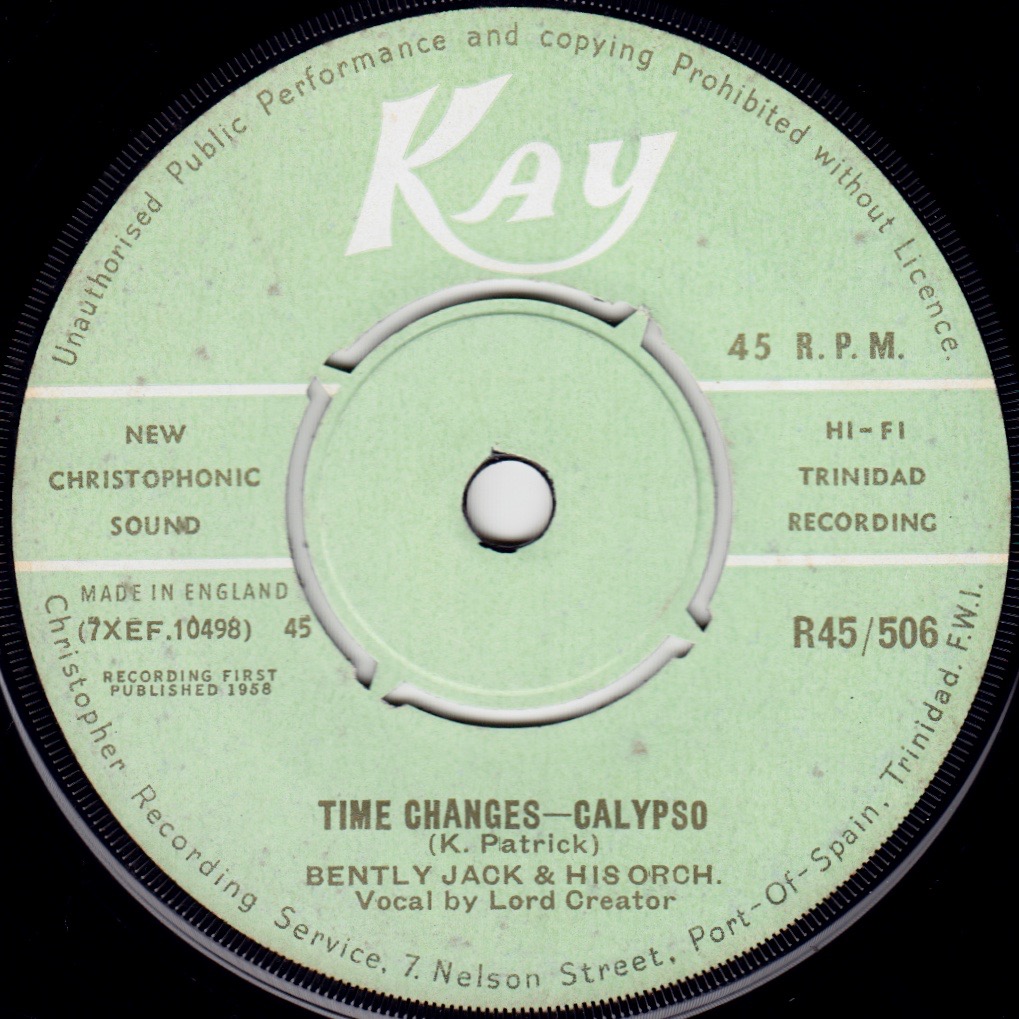 Unauthorised Public Performance and copying Prohibited without Licence.
KAY
45 R. P. M.
NEW
CHRISTOPHONIC
SOUND
HI-FI
TRINIDAD
RECORDING
MADE IN ENGLAND
(7XEF.10498) 45
RECORDING FIRST
PUBLISHED 1958
R45/506
TIME CHANGES—CALYPSO
(K. Patrick)
BENTLY JACK & HIS ORCH.
Vocal by Lord Creator
Christopher Recording Service, 7. Nelson Street, Port-Of-Spain, Trinidad. F.W.I.